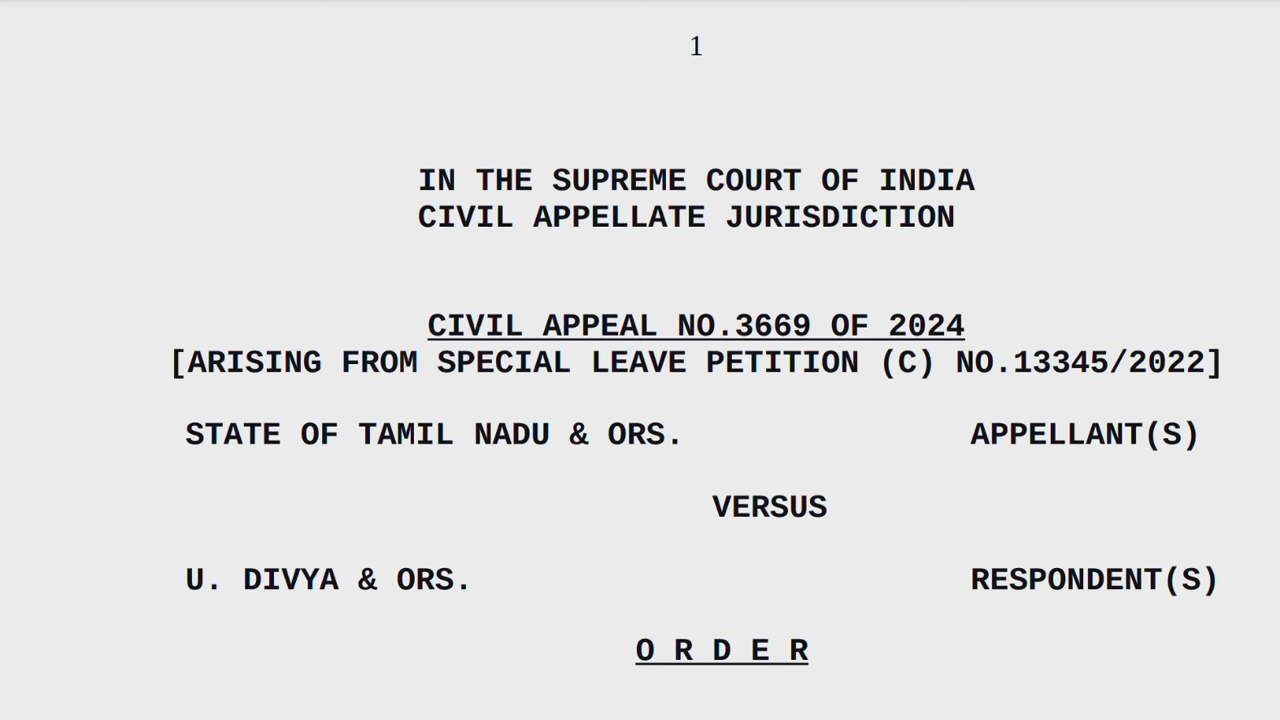 1
IN THE SUPREME COURT OF INDIA
CIVIL APPELLATE JURISDICTION
CIVIL APPEAL NO.3669 OF 2024
[ARISING FROM SPECIAL LEAVE PETITION (C) NO.13345/2022]
STATE OF TAMIL NADU & ORS. APPELLANT(S)
VERSUS
U. DIVYA & ORS. RESPONDENT(S)
O R D E R